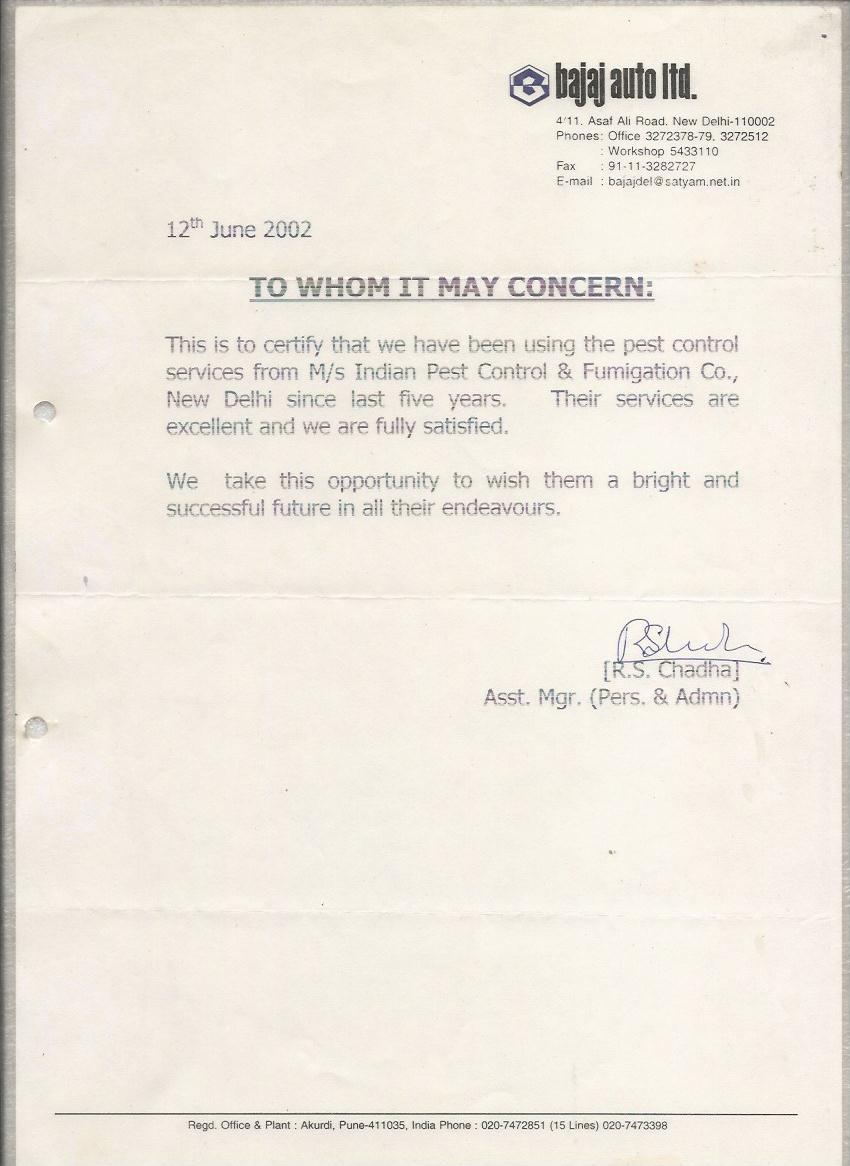 bajaj auto ltd.
4/11, Asaf Ali Road, New Delhi-110002
Phones: Office 3272378-79, 3272512
: Workshop 5433110
Fax : 91-11-3282727
E-mail : bajajdel@satyam.net.in
12th June 2002
TO WHOM IT MAY CONCERN:
This is to certify that we have been using the pest control
services from M/s Indian Pest Control & Fumigation Co.,
New Delhi since last five years. Their services are
excellent and we are fully satisfied.
We take this opportunity to wish them a bright and
successful future in all their endeavours.
[R.S. Chadha]
Asst. Mgr. (Pers. & Admn)
Regd. Office & Plant : Akurdi, Pune-411035, India Phone : 020-7472851 (15 Lines) 020-7473398